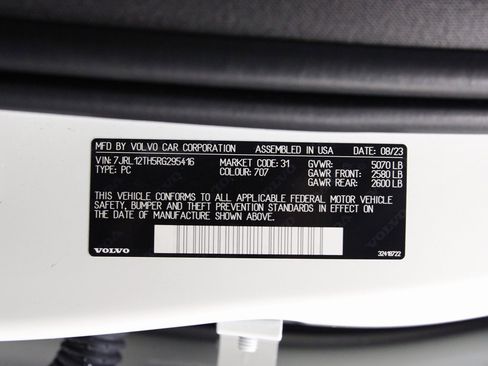 MFD. BY VOLVO CAR CORPORATION ASSEMBLED IN USA DATE 08/23
VIN: 7JRL12TH5RG295416 MARKET CODE: 31 GVWR: 5070 LB
TYPE: PC COLOUR: 707 GAWR FRONT: 2580 LB
GAWR REAR: 2600 LB
THIS VEHICLE CONFORMS TO ALL APPLICABLE FEDERAL MOTOR VEHICLE
SAFETY, BUMPER AND THEFT PREVENTION STANDARDS IN EFFECT ON
THE DATE OF MANUFACTURE SHOWN ABOVE.
VOLVO 32418722